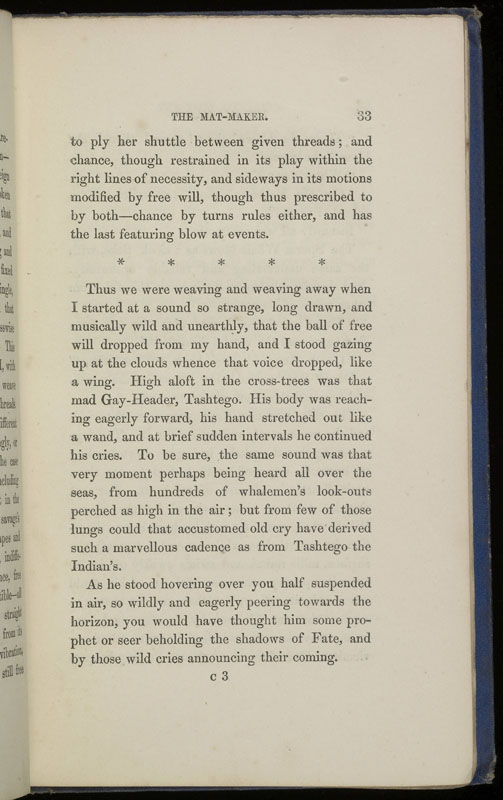 THE MAT-MAKER. 33
to ply her shuttle between given threads; and
chance, though restrained in its play within the
right lines of necessity, and sideways in its motions
modified by free will, though thus prescribed to
by both—chance by turns rules either, and has
the last featuring blow at events.
* * * * *
Thus we were weaving and weaving away when
I started at a sound so strange, long drawn, and
musically wild and unearthly, that the ball of free
will dropped from my hand, and I stood gazing
up at the clouds whence that voice dropped, like
a wing. High aloft in the cross-trees was that
mad Gay-Header, Tashtego. His body was reach-
ing eagerly forward, his hand stretched out like
a wand, and at brief sudden intervals he continued
his cries. To be sure, the same sound was that
very moment perhaps being heard all over the
seas, from hundreds of whalemen's look-outs
perched as high in the air; but from few of those
lungs could that accustomed old cry have derived
such a marvellous cadence as from Tashtego the
Indian's.
As he stood hovering over you half suspended
in air, so wildly and eagerly peering towards the
horizon, you would have thought him some pro-
phet or seer beholding the shadows of Fate, and
by those wild cries announcing their coming.
C 3